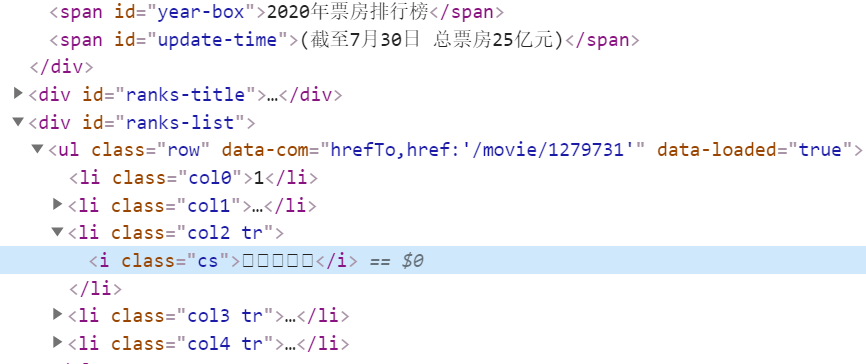 <span id="year-box">2020年票房排行榜</span>
<span id="update-time">(截至7月30日 总票房25亿元)</span>
</div>
<div id="ranks-title">…</div>
<div id="ranks-list">
<ul class="row" data-com="hrefTo,href:'/movie/1279731'" data-loaded="true">
<li class="col0">1</li>
<li class="col1">…</li>
<li class="col2 tr">
<i class="cs">□□□□□</i> == $0
</li>
<li class="col3 tr">…</li>
<li class="col4 tr">…</li>